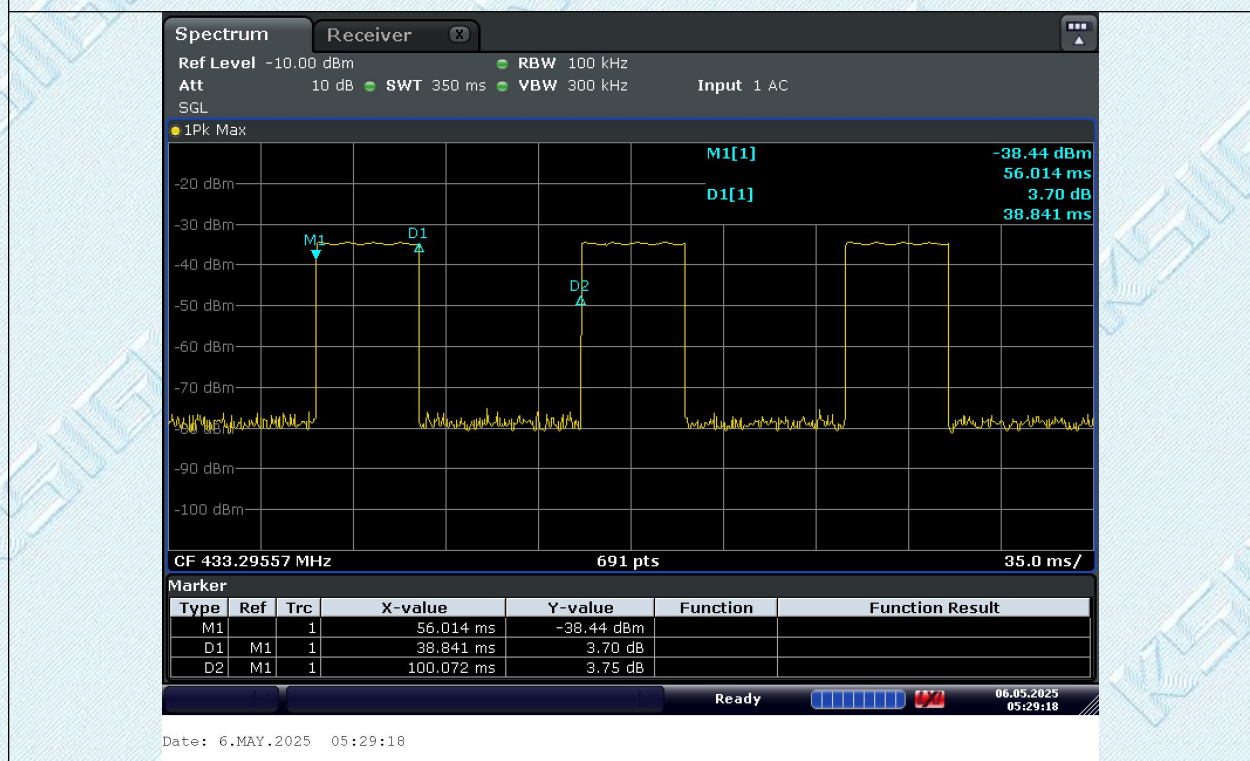 Spectrum Receiver X
Ref Level -10.00 dBm RBW 100 kHz
Att 10 dB SWT 350 ms VBW 300 kHz Input 1 AC
SGL
1Pk Max
M1[1] -38.44 dBm
56.014 ms
-20 dBm
D1[1] 3.70 dB
38.841 ms
-30 dBm
M1 D1
-40 dBm
D2
-50 dBm
-60 dBm
-70 dBm
-80 dBm
-90 dBm
-100 dBm
CF 433.29557 MHz 691 pts 35.0 ms/
Marker
Type Ref Trc X-value Y-value Function Function Result
M1 1 56.014 ms -38.44 dBm
D1 M1 1 38.841 ms 3.70 dB
D2 M1 1 100.072 ms 3.75 dB
Ready 06.05.2025
05:29:18
Date: 6.MAY.2025 05:29:18